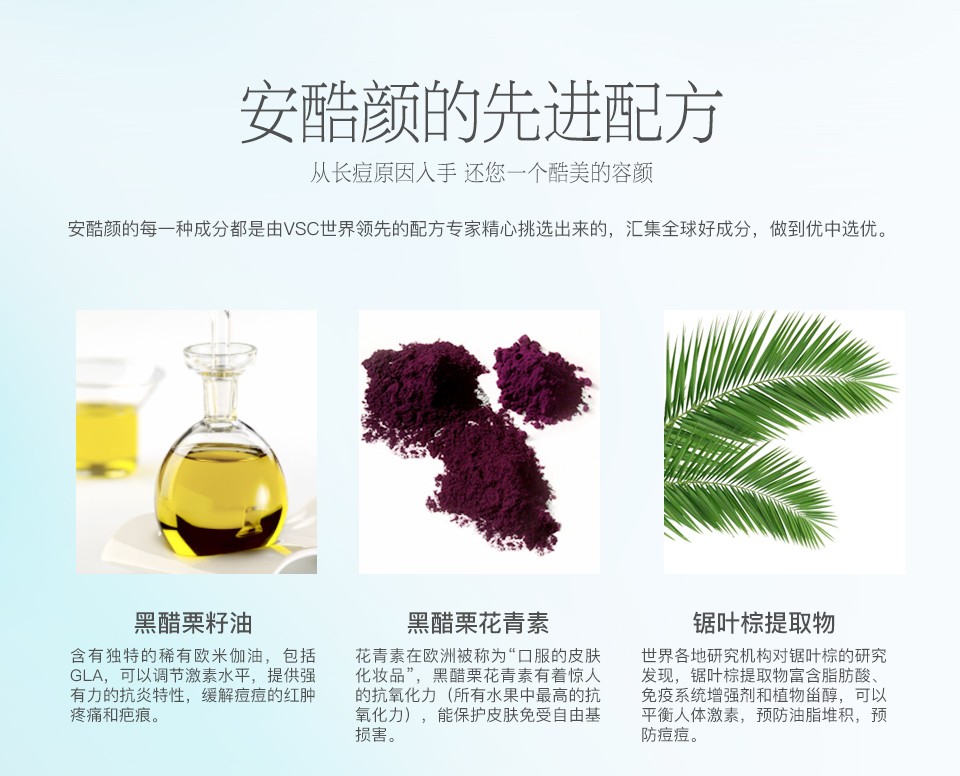 安酷颜的先进配方
从长痘原因入手 还您一个酷美的容颜
安酷颜的每一种成分都是由VSC世界领先的配方专家精心挑选出来的，汇集全球好成分，做到优中选优。
黑醋栗籽油
含有独特的稀有欧米伽油，包括
GLA，可以调节激素水平，提供强
有力的抗炎特性，缓解痘痘的红肿
疼痛和疤痕。
黑醋栗花青素
花青素在欧洲被称为“口服的皮肤
化妆品”，黑醋栗花青素有着惊人
的抗氧化力（所有水果中最高的抗
氧化力），能保护皮肤免受自由基
损害。
锯叶棕提取物
世界各地研究机构对锯叶棕的研究
发现，锯叶棕提取物富含脂肪酸、
免疫系统增强剂和植物甾醇，可以
平衡人体激素，预防油脂堆积，预
防痘痘。